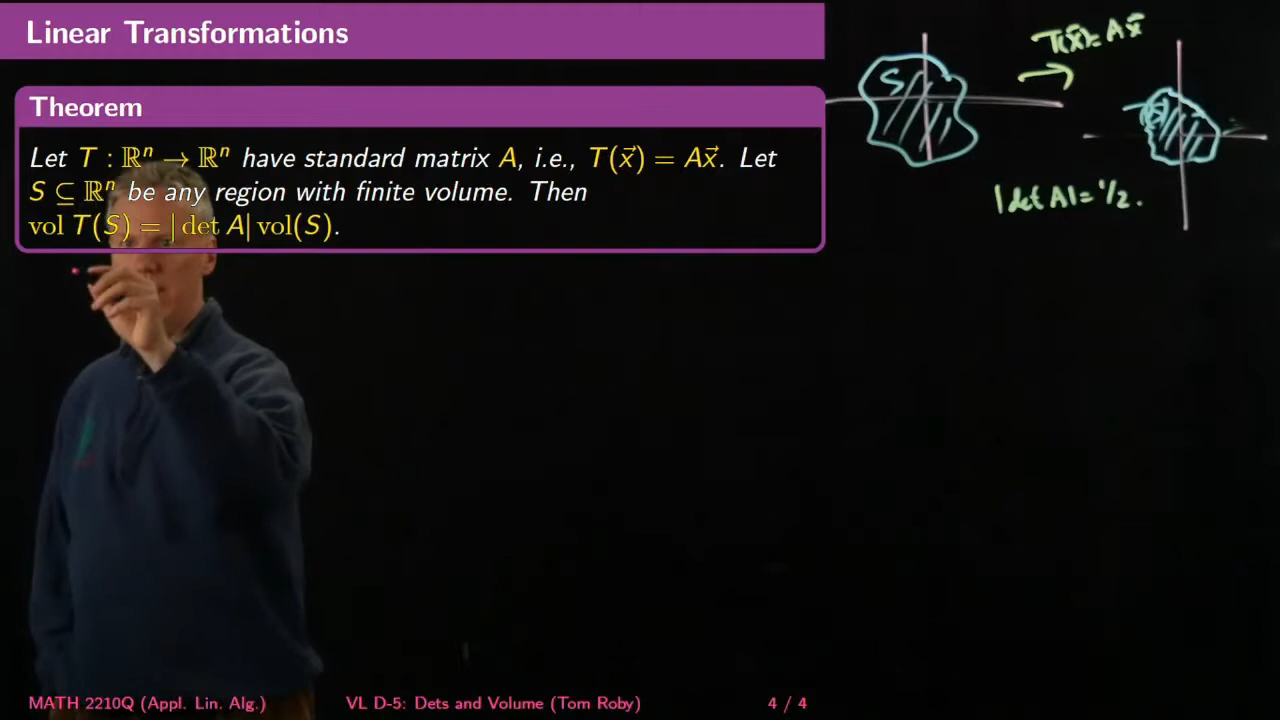 Linear Transformations
Theorem
Let T : ℝⁿ → ℝⁿ have standard matrix A, i.e., T(x⃗) = Ax⃗. Let
S ⊆ ℝⁿ be any region with finite volume. Then
vol T(S) = | det A| vol(S).
T(x⃗)= Ax⃗
S
|det A| = 1/2.
MATH 2210Q (Appl. Lin. Alg.) VL D-5: Dets and Volume (Tom Roby) 4 / 4